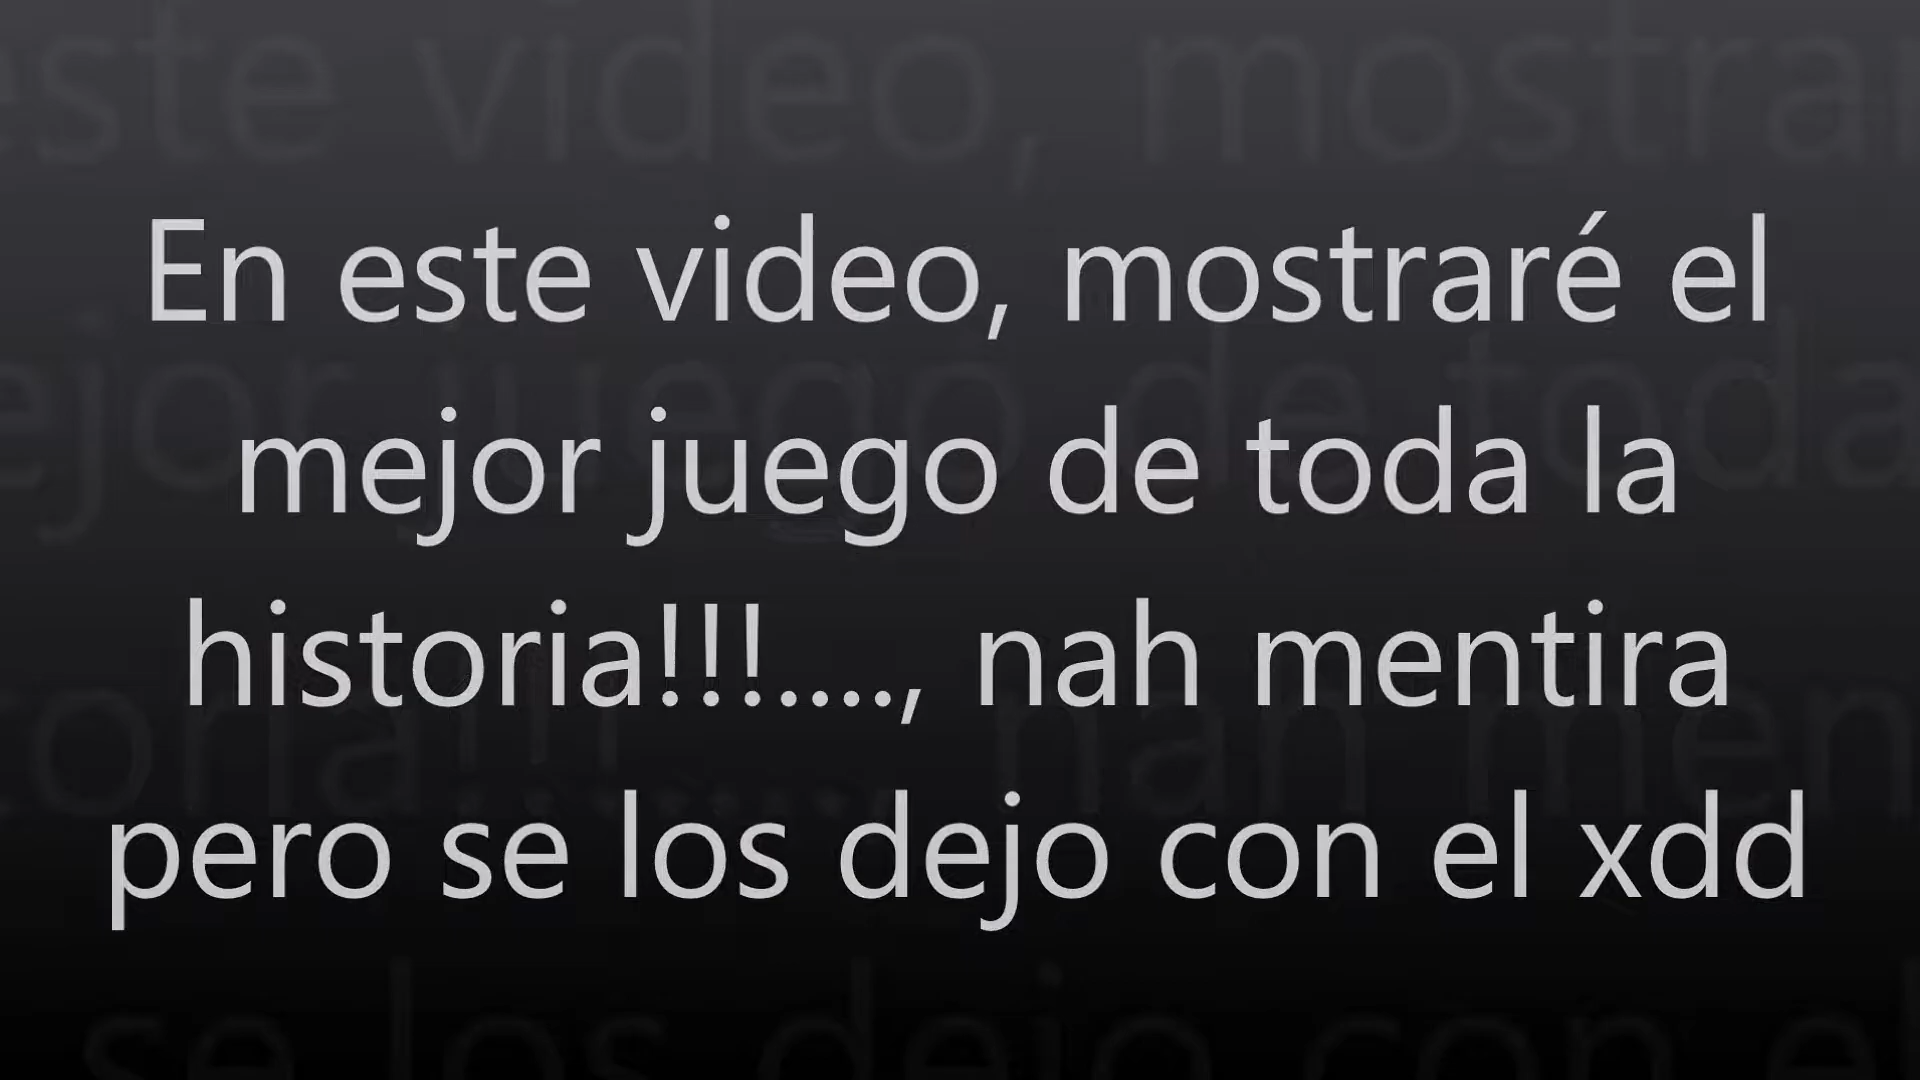 En este video, mostraré el
mejor juego de toda la
historia!!!...., nah mentira
pero se los dejo con el xdd